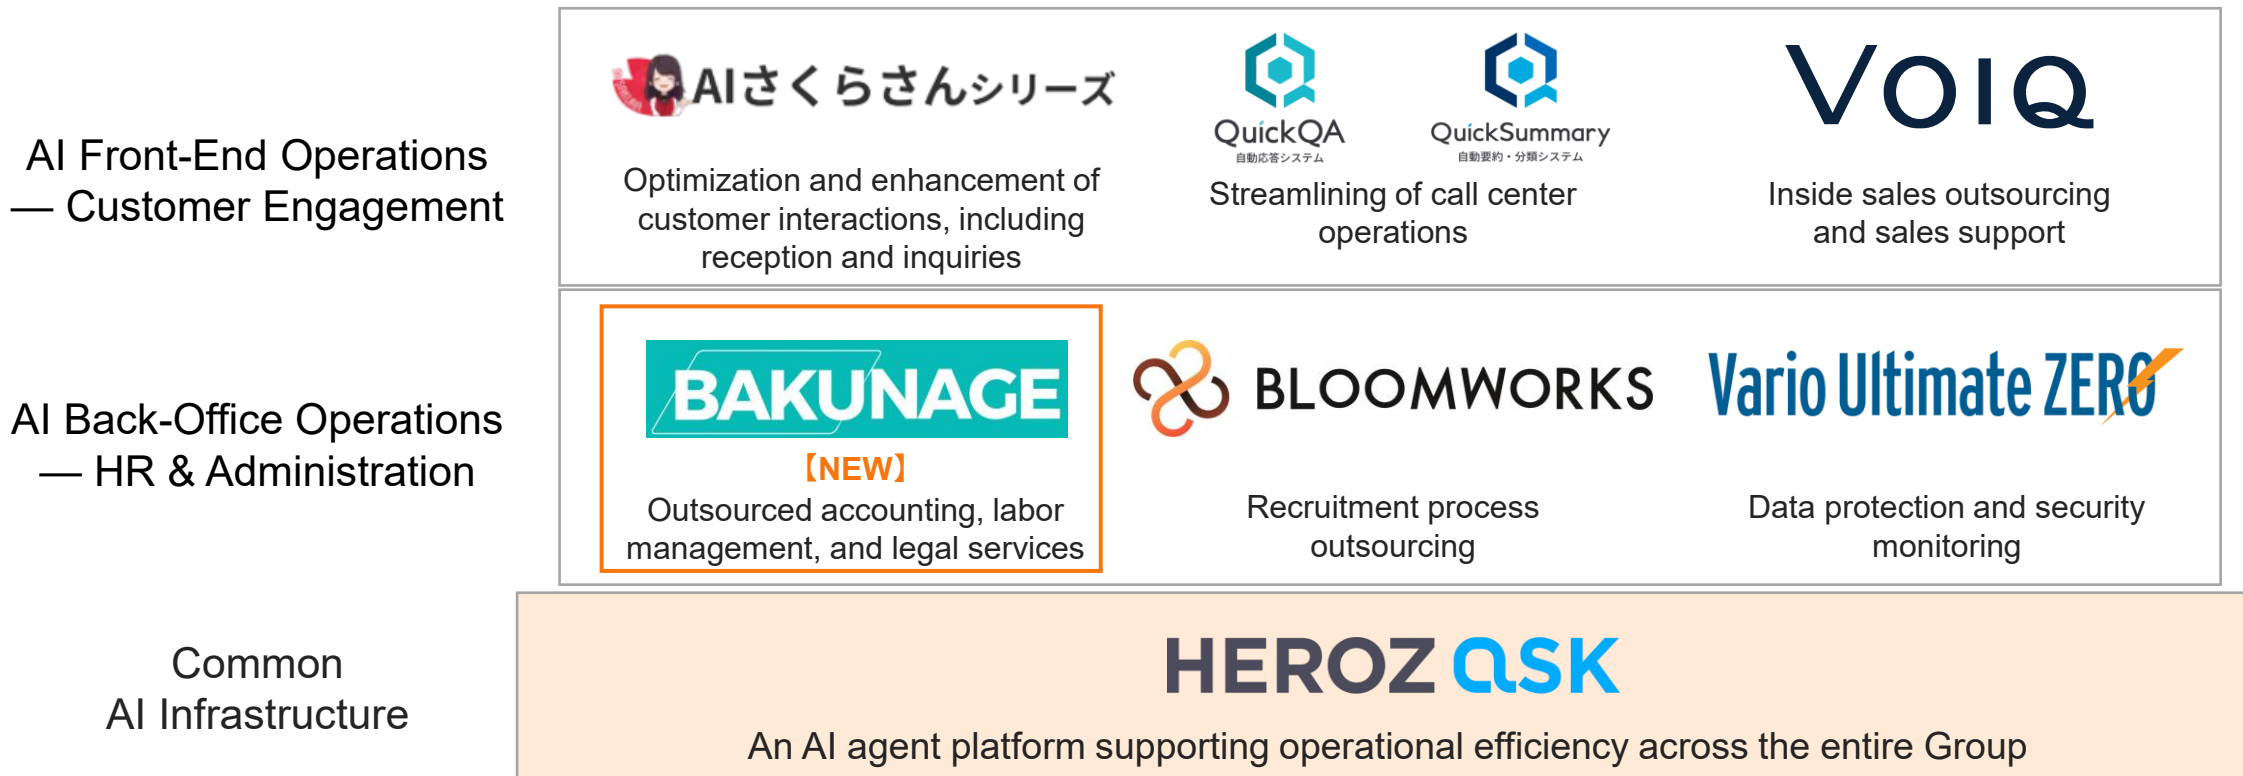 AI Front-End Operations
— Customer Engagement
AIさくらさんシリーズ
Optimization and enhancement of
customer interactions, including
reception and inquiries
QuickQA
自動応答システム
QuickSummary
自動要約・分類システム
Streamlining of call center
operations
VOIQ
Inside sales outsourcing
and sales support
AI Back-Office Operations
— HR & Administration
BAKUNAGE
【NEW】
Outsourced accounting, labor
management, and legal services
BLOOMWORKS
Recruitment process
outsourcing
Vario Ultimate ZERO
Data protection and security
monitoring
Common
AI Infrastructure
HEROZ ASK
An AI agent platform supporting operational efficiency across the entire Group